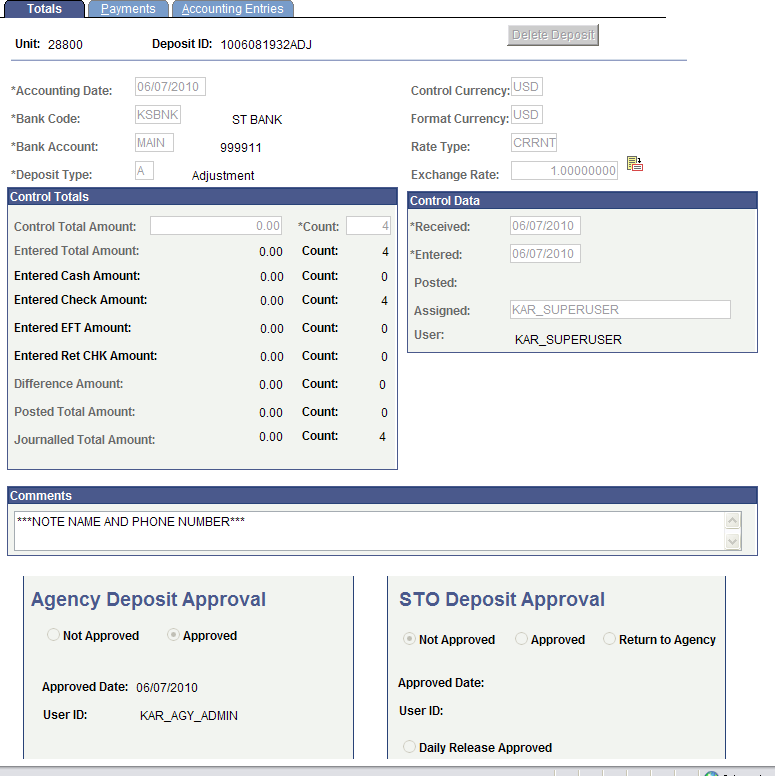 Totals Payments Accounting Entries
Unit: 28800 Deposit ID: 1006081932ADJ Delete Deposit
*Accounting Date: 06/07/2010 Control Currency: USD
*Bank Code: KSBNK ST BANK Format Currency: USD
*Bank Account: MAIN 999911 Rate Type: CRRNT
*Deposit Type: A Adjustment Exchange Rate: 1.00000000
Control Totals
Control Total Amount: 0.00 *Count: 4
Entered Total Amount: 0.00 Count: 4
Entered Cash Amount: 0.00 Count: 0
Entered Check Amount: 0.00 Count: 4
Entered EFT Amount: 0.00 Count: 0
Entered Ret CHK Amount: 0.00 Count: 0
Difference Amount: 0.00 Count: 0
Posted Total Amount: 0.00 Count: 0
Journalled Total Amount: 0.00 Count: 4
Control Data
*Received: 06/07/2010
*Entered: 06/07/2010
Posted:
Assigned: KAR_SUPERUSER
User: KAR_SUPERUSER
Comments
***NOTE NAME AND PHONE NUMBER***
Agency Deposit Approval
Not Approved Approved
Approved Date: 06/07/2010
User ID: KAR_AGY_ADMIN
STO Deposit Approval
Not Approved Approved Return to Agency
Approved Date:
User ID:
Daily Release Approved